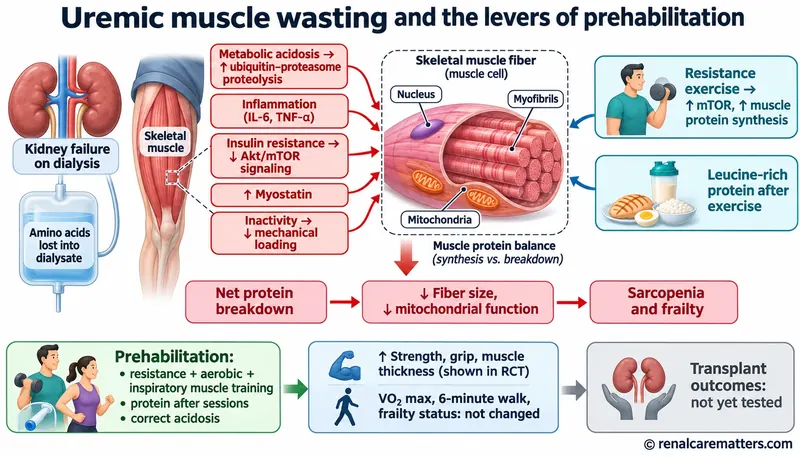 Uremic muscle wasting and the levers of prehabilitation
Kidney failure
on dialysis
Amino acids
lost into
dialysate
Skeletal
muscle
Metabolic acidosis →
↑ ubiquitin–proteasome
proteolysis
Inflammation
(IL-6, TNF-α)
Insulin resistance →
↓ Akt/mTOR
signaling
↑ Myostatin
Inactivity →
↓ mechanical
loading
Skeletal muscle fiber
(muscle cell)
Nucleus
Myofibrils
Mitochondria
Muscle protein balance
(synthesis vs. breakdown)
Resistance
exercise →
↑ mTOR, ↑ muscle
protein synthesis
Leucine-rich
protein after
exercise
Net protein
breakdown
↓ Fiber size,
↓ mitochondrial function
Sarcopenia
and frailty
Prehabilitation:
• resistance + aerobic +
inspiratory muscle training
• protein after sessions
• correct acidosis
↑ Strength, grip, muscle
thickness (shown in RCT)
VO₂ max, 6-minute walk,
frailty status: not changed
Transplant
outcomes:
not yet tested
© renalcarematters.com